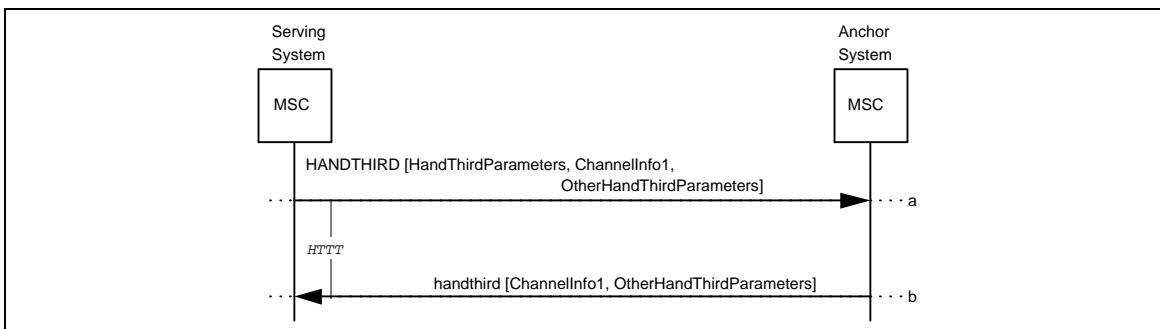 Serving
System
Anchor
System
MSC
MSC
HANDTHIRD [HandThirdParameters, ChannelInfo1,
OtherHandThirdParameters]
a
HTTT
handthird [ChannelInfo1, OtherHandThirdParameters]
b